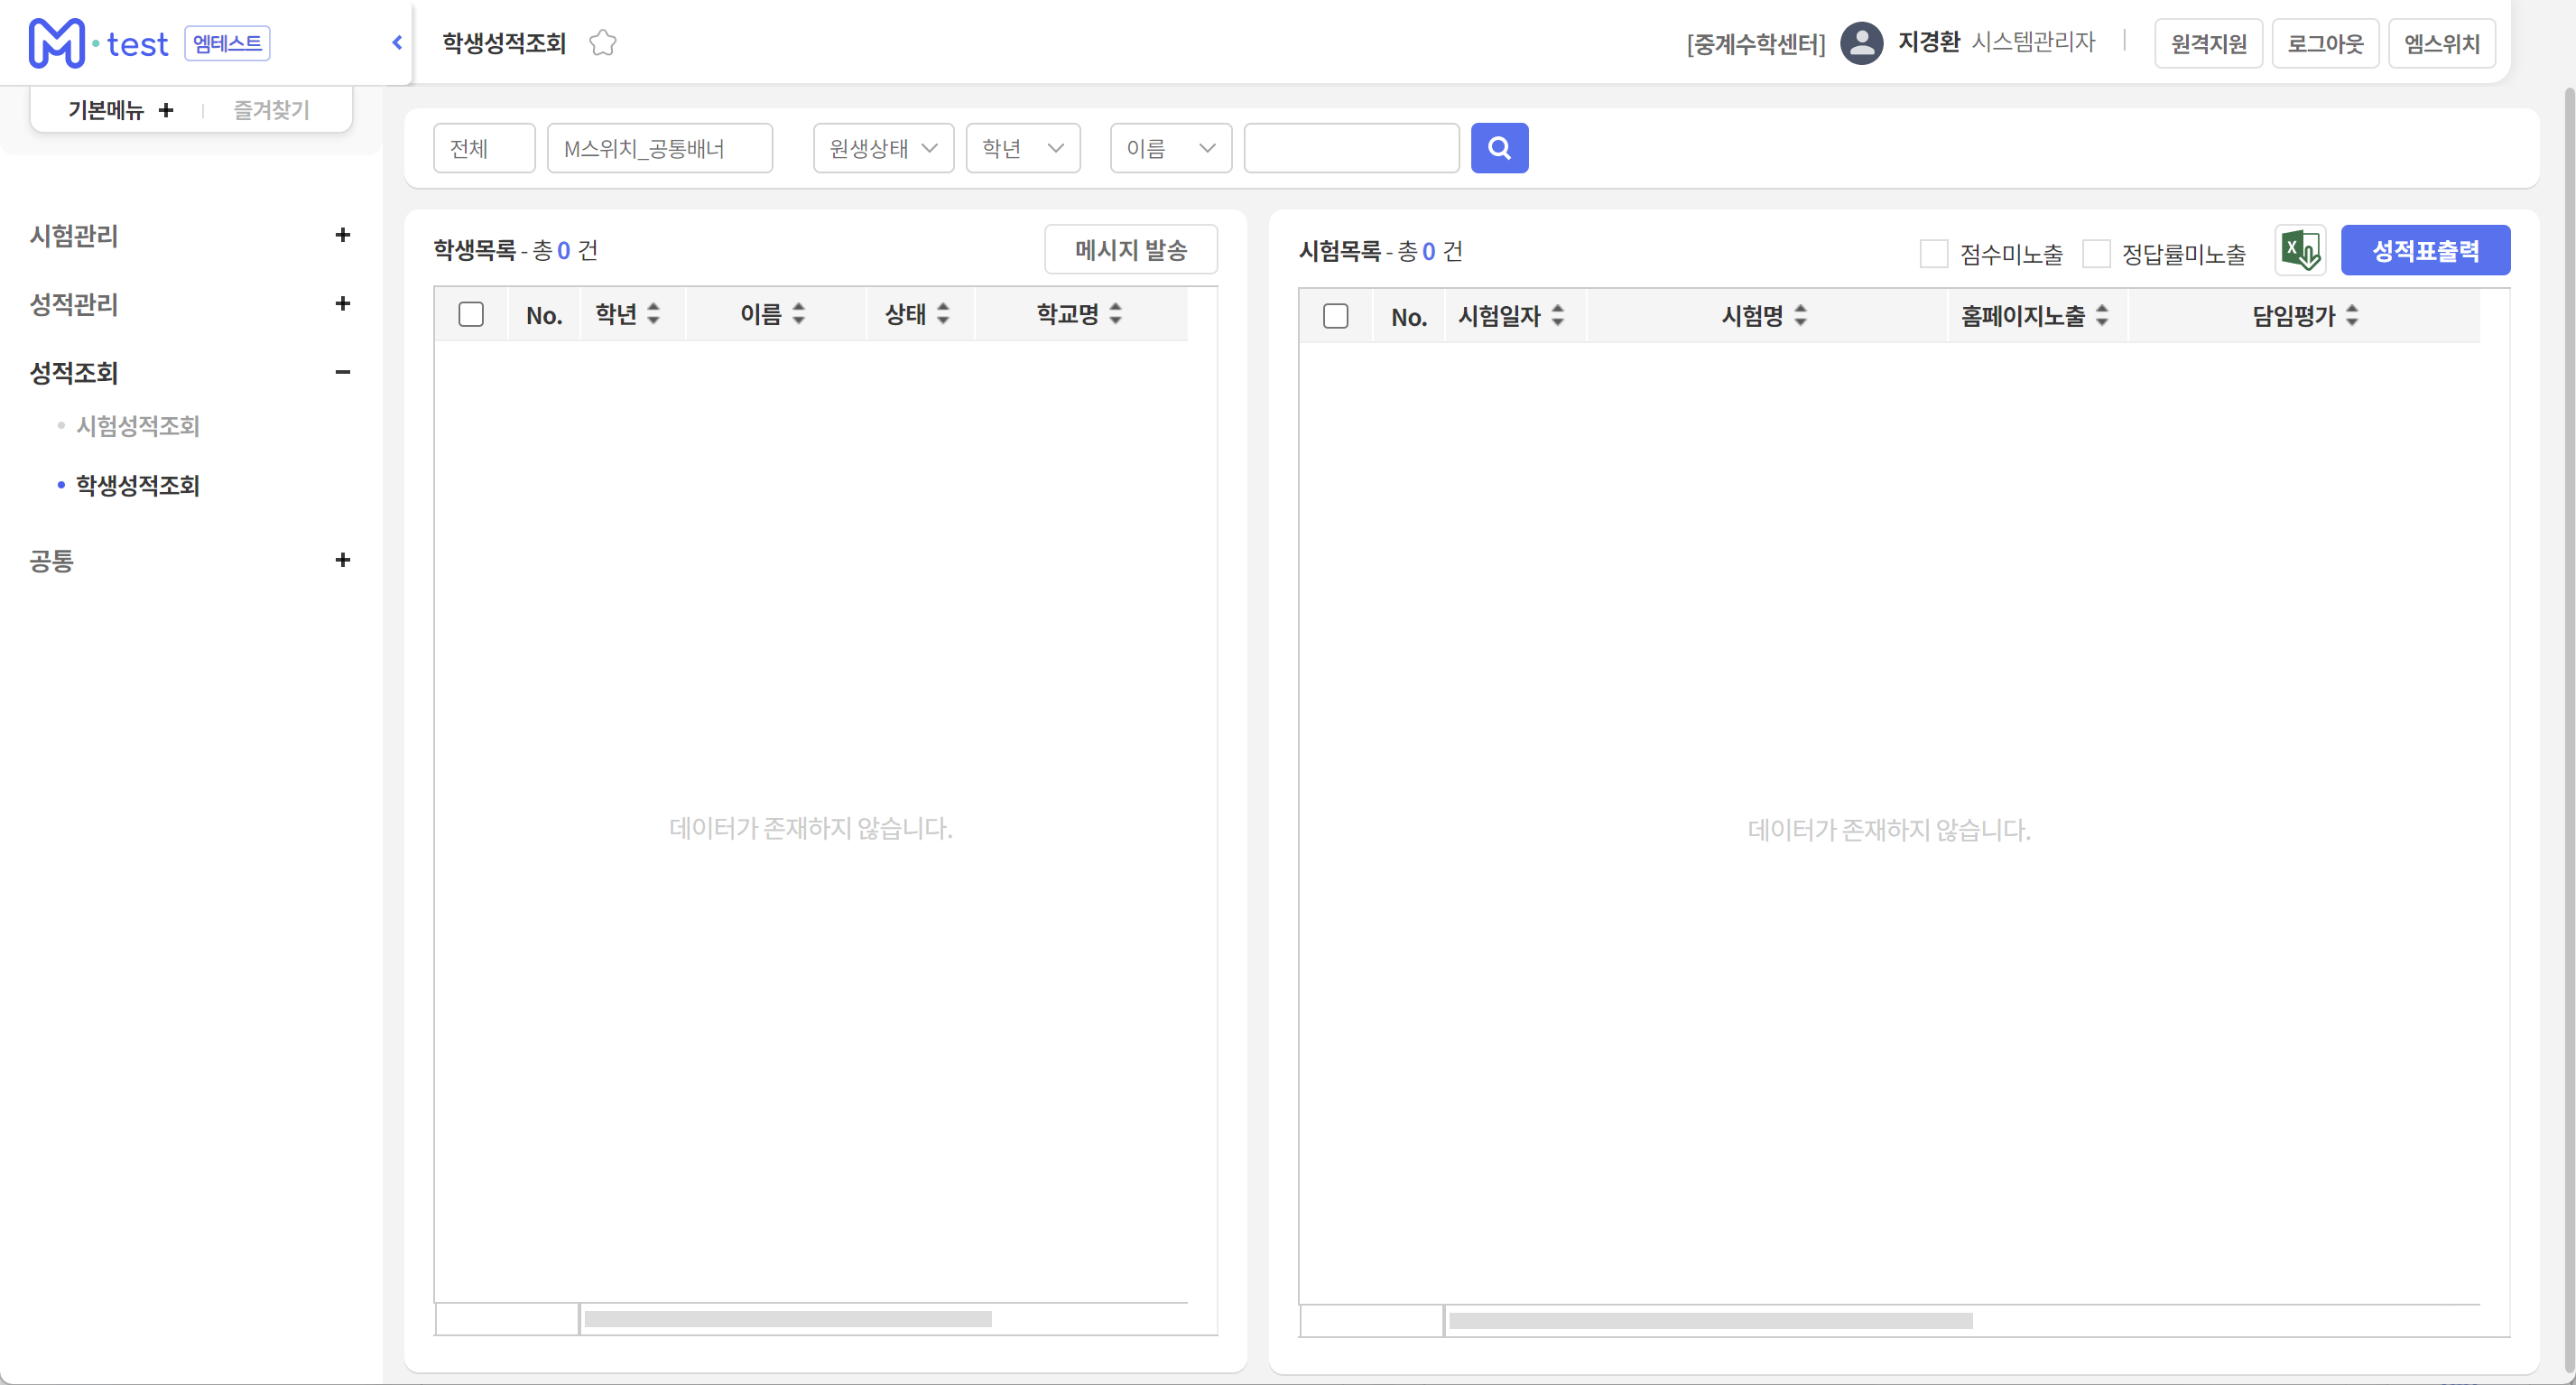 M·test 엠테스트
학생성적조회
[중계수학센터] 지경환 시스템관리자 | 원격지원 로그아웃 엠스위치
기본메뉴 + | 즐겨찾기
시험관리 +
성적관리 +
성적조회 −
• 시험성적조회
• 학생성적조회
공통 +
전체 M스위치_공통배너 원생상태 학년 이름
학생목록 - 총 0 건 메시지 발송
No. 학년 이름 상태 학교명
데이터가 존재하지 않습니다.
시험목록 - 총 0 건 점수미노출 정답률미노출 X 성적표출력
No. 시험일자 시험명 홈페이지노출 담임평가
데이터가 존재하지 않습니다.